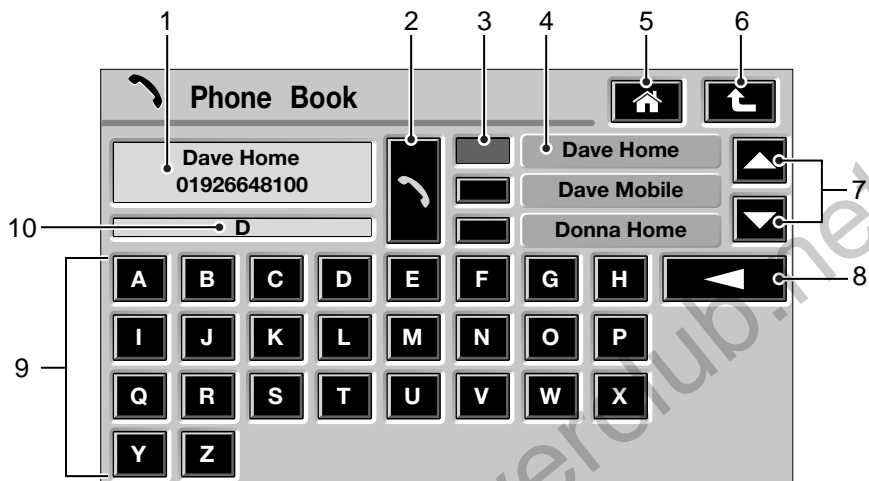 1 2 3 4 5 6
Phone Book
Dave Home
01926648100
Dave Home
Dave Mobile
Donna Home
7
10
D
8
A B C D E F G H
9
I J K L M N O P
Q R S T U V W X
Y Z